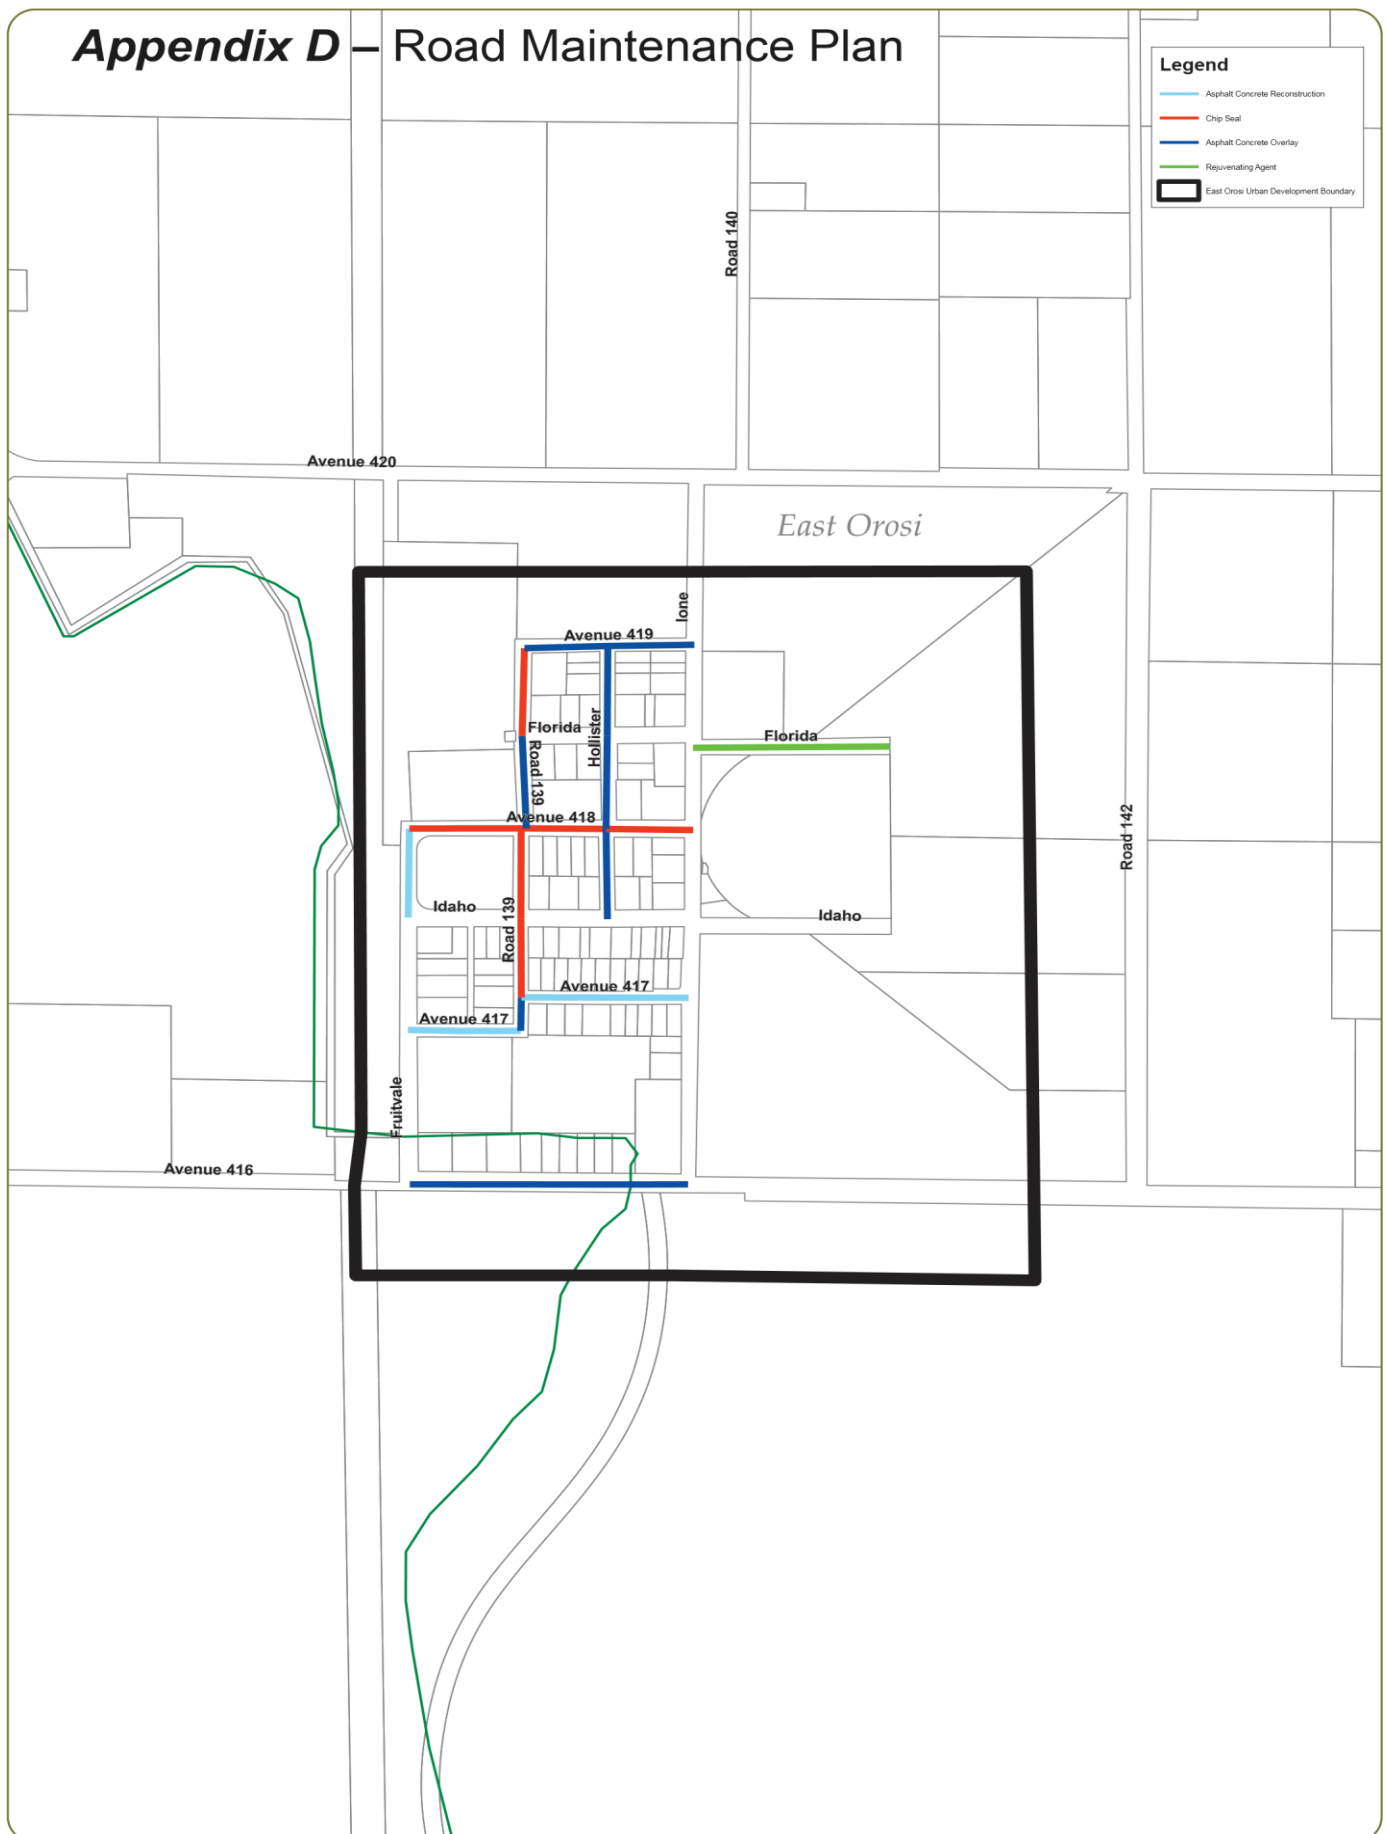 Appendix D – Road Maintenance Plan
Legend
Asphalt Concrete Reconstruction
Chip Seal
Asphalt Concrete Overlay
Rejuvenating Agent
East Orosi Urban Development Boundary
Road 140
Avenue 420
East Orosi
Ione
Avenue 419
Florida
Hollister
Florida
Road 139
Avenue 418
Road 142
Idaho
Road 139
Idaho
Avenue 417
Avenue 417
Fruitvale
Avenue 416